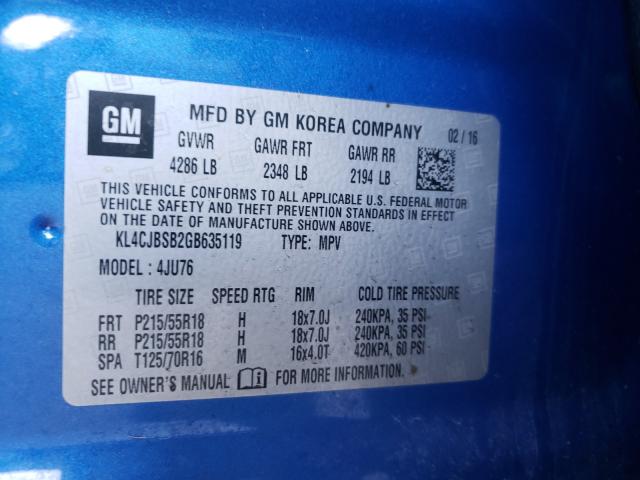 GM MFD BY GM KOREA COMPANY 02 / 16
GVWR GAWR FRT GAWR RR
4286 LB 2348 LB 2194 LB
THIS VEHICLE CONFORMS TO ALL APPLICABLE U.S. FEDERAL MOTOR
VEHICLE SAFETY AND THEFT PREVENTION STANDARDS IN EFFECT
ON THE DATE OF MANUFACTURE SHOWN ABOVE.
KL4CJBSB2GB635119 TYPE: MPV
MODEL : 4JU76
TIRE SIZE SPEED RTG RIM COLD TIRE PRESSURE
FRT P215/55R18 H 18x7.0J 240KPA, 35 PSI
RR P215/55R18 H 18x7.0J 240KPA, 35 PSI
SPA T125/70R16 M 16x4.0T 420KPA, 60 PSI
SEE OWNER'S MANUAL FOR MORE INFORMATION.